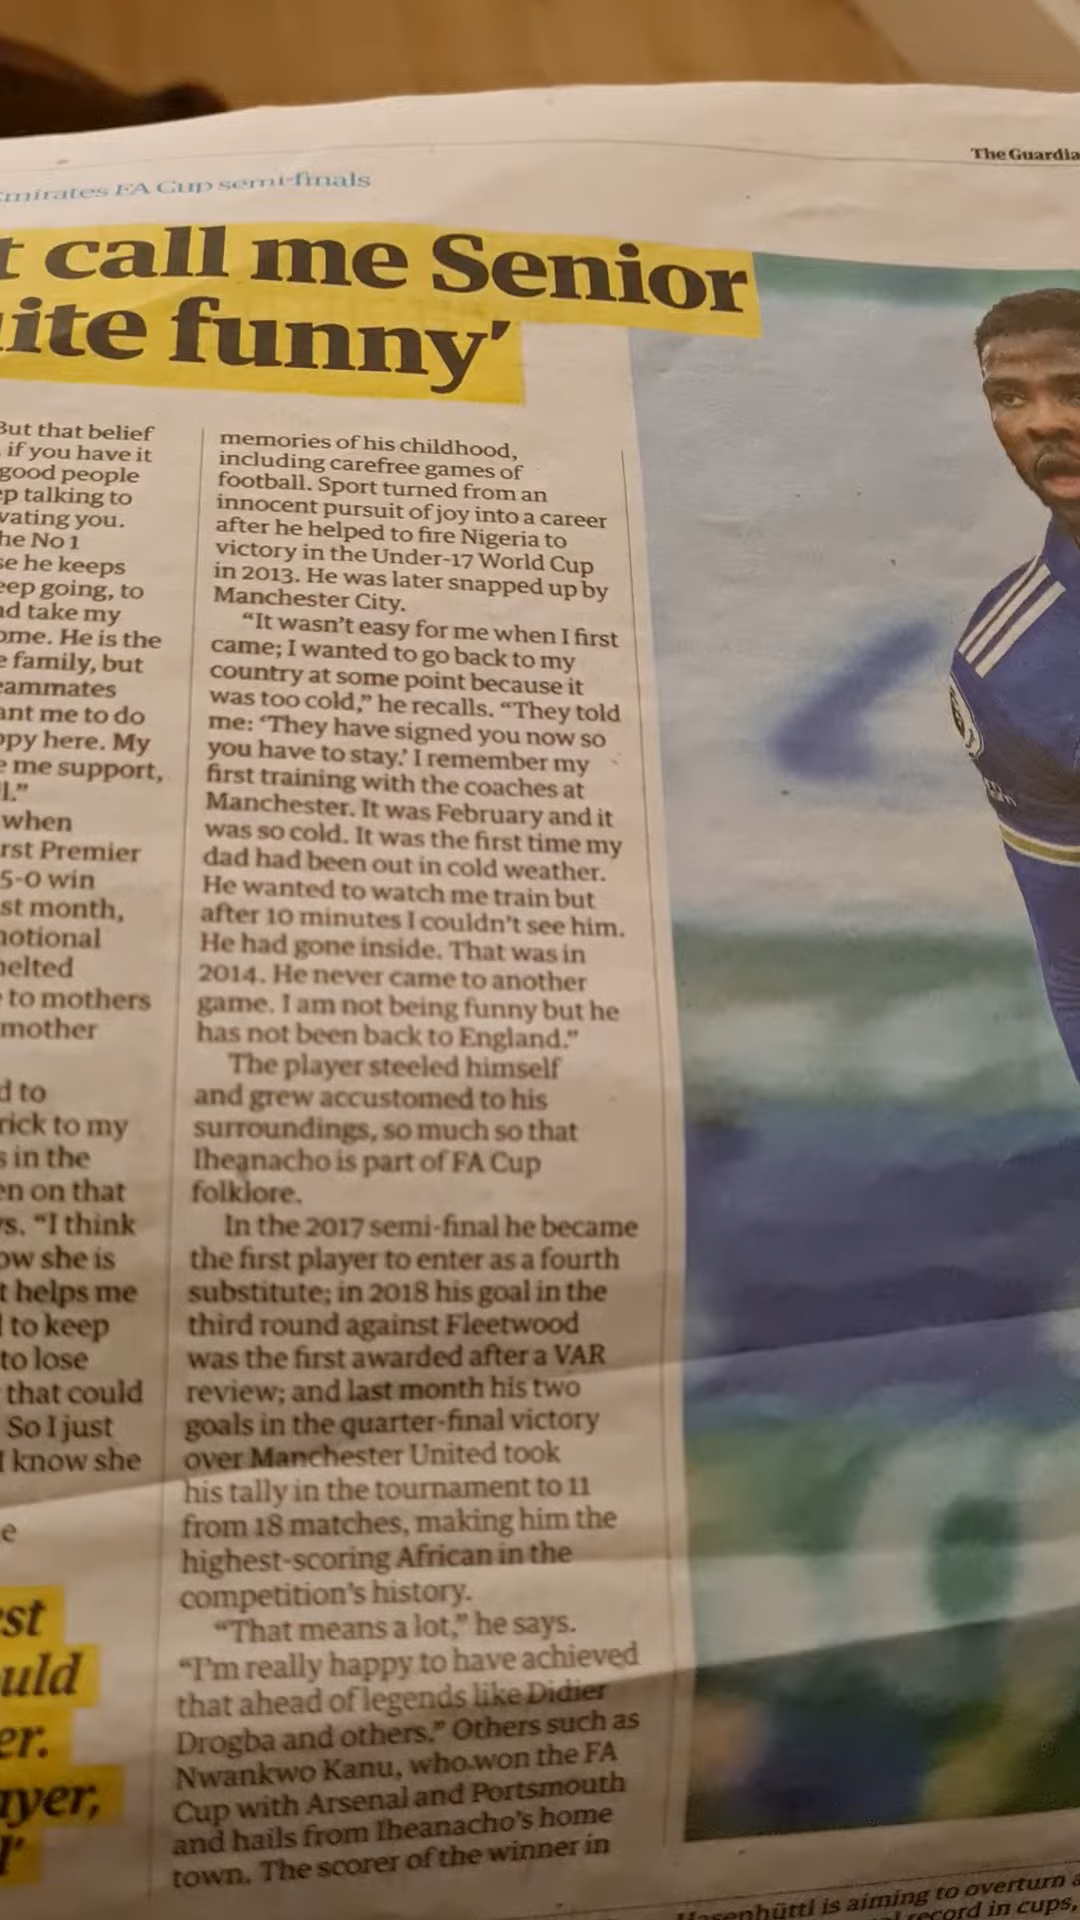 The Guardia
mirates FA Cup semi-finals
t call me Senior
ite funny'
But that belief
if you have it
good people
ep talking to
vating you.
he No 1
se he keeps
eep going, to
nd take my
ome. He is the
e family, but
eammates
ant me to do
ppy here. My
e me support,
l.”
when
rst Premier
5-0 win
st month,
notional
nelted
to mothers
mother
d to
rick to my
s in the
en on that
ys. “I think
ow she is
t helps me
l to keep
to lose
that could
So I just
I know she
e
st
uld
er.
ayer,
l'
memories of his childhood,
including carefree games of
football. Sport turned from an
innocent pursuit of joy into a career
after he helped to fire Nigeria to
victory in the Under-17 World Cup
in 2013. He was later snapped up by
Manchester City.
“It wasn’t easy for me when I first
came; I wanted to go back to my
country at some point because it
was too cold,” he recalls. “They told
me: ‘They have signed you now so
you have to stay.’ I remember my
first training with the coaches at
Manchester. It was February and it
was so cold. It was the first time my
dad had been out in cold weather.
He wanted to watch me train but
after 10 minutes I couldn’t see him.
He had gone inside. That was in
2014. He never came to another
game. I am not being funny but he
has not been back to England.”
The player steeled himself
and grew accustomed to his
surroundings, so much so that
Iheanacho is part of FA Cup
folklore.
In the 2017 semi-final he became
the first player to enter as a fourth
substitute; in 2018 his goal in the
third round against Fleetwood
was the first awarded after a VAR
review; and last month his two
goals in the quarter-final victory
over Manchester United took
his tally in the tournament to 11
from 18 matches, making him the
highest-scoring African in the
competition’s history.
“That means a lot,” he says.
“I’m really happy to have achieved
that ahead of legends like Didier
Drogba and others.” Others such as
Nwankwo Kanu, who won the FA
Cup with Arsenal and Portsmouth
and hails from Iheanacho’s home
town. The scorer of the winner in
Hasenhüttl is aiming to overturn a
record in cups,